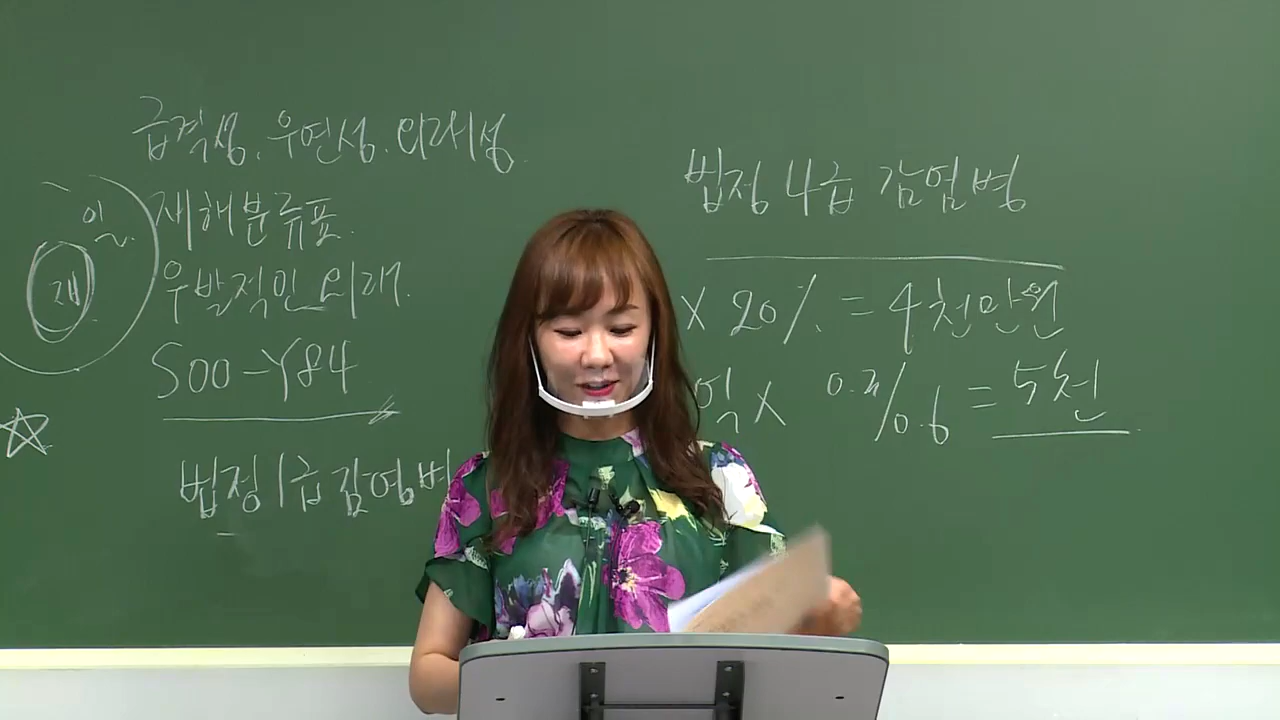 급격성, 우연성, 외래성.
재해분류표.
우발적인 외래.
S00-Y84
법정1급감염병
일
재
법정 4급 감염병
X 20% = 4천만원
억 X 0. % 0.6 = 5천